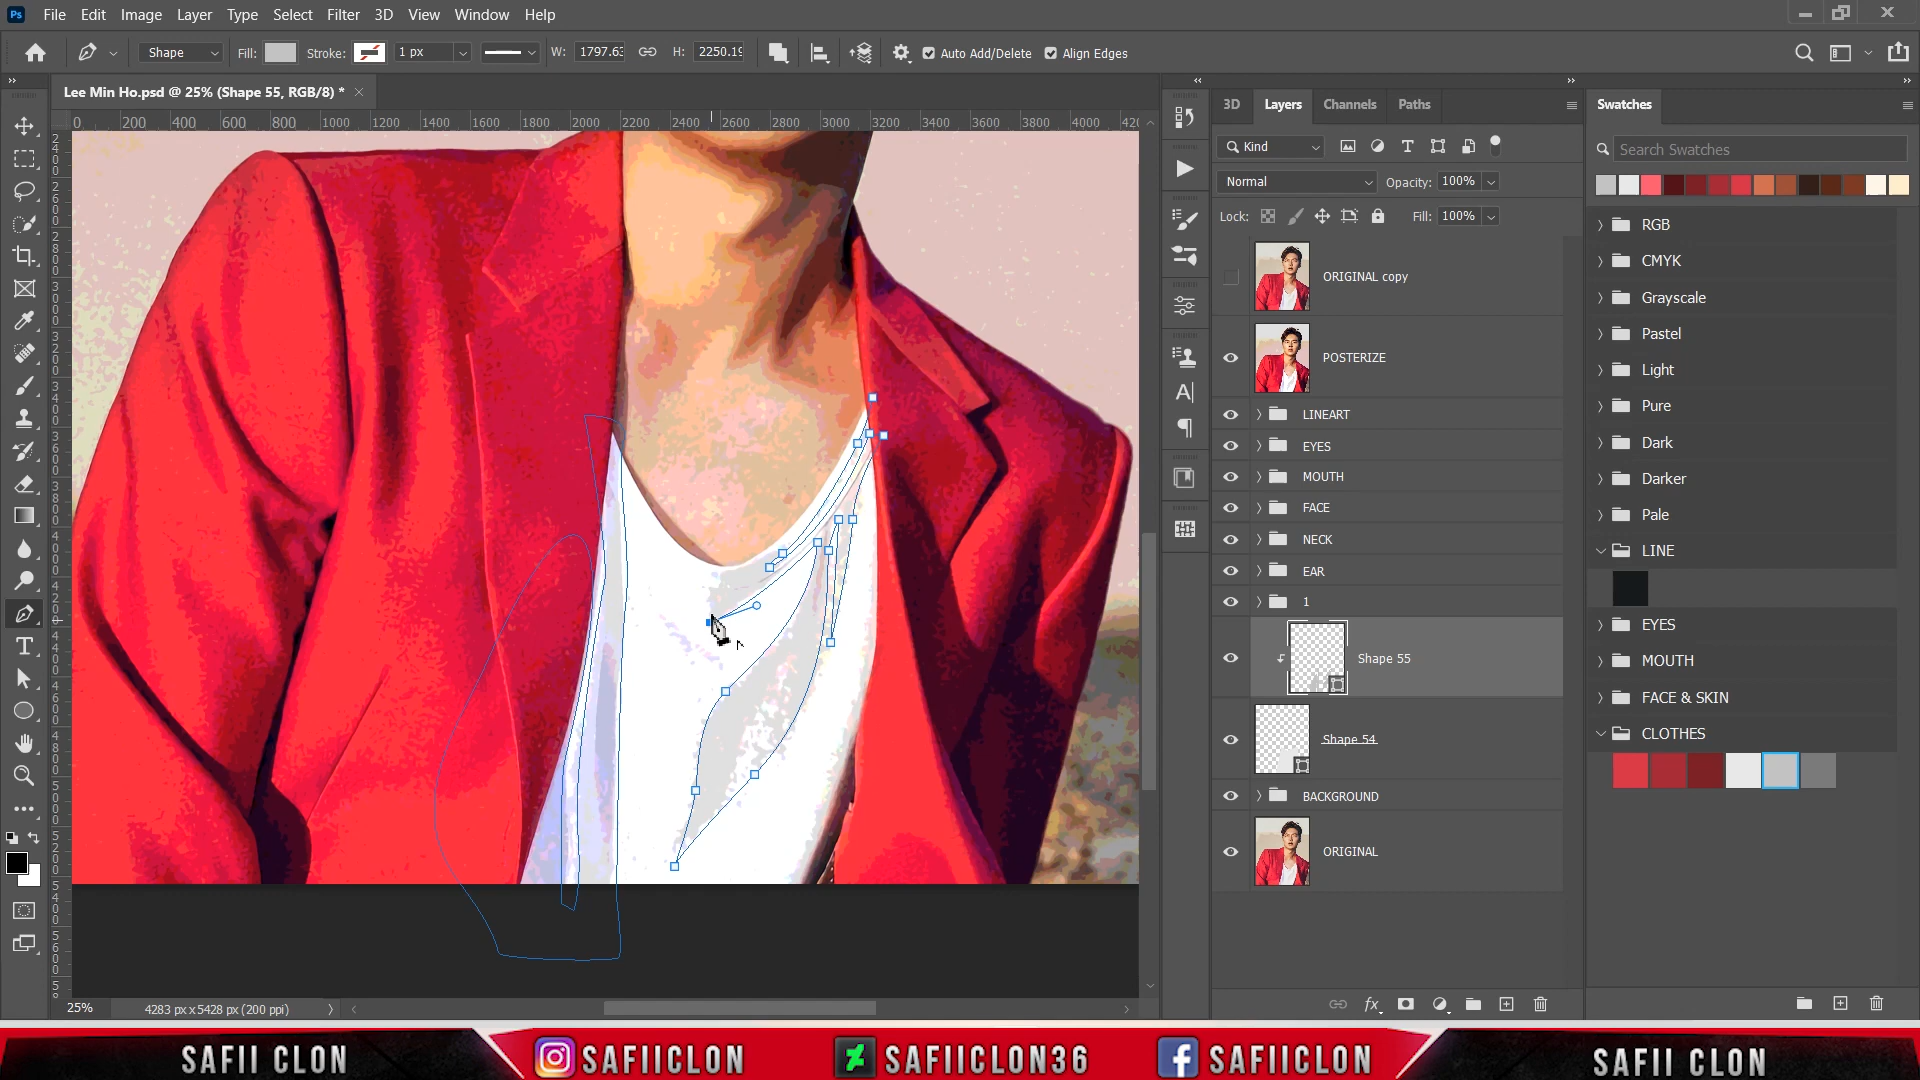 Ps File Edit Image Layer Type Select Filter 3D View Window Help
Shape Fill: Stroke: 1 px W: 1797.63 H: 2250.19 Auto Add/Delete Align Edges
Lee Min Ho.psd @ 25% (Shape 55, RGB/8) *
3D Layers Channels Paths
Swatches
0 200 400 600 800 1000 1200 1400 1600 1800 2000 2200 2400 2600 2800 3000 3200 3400 3600 3800 4000
Kind
Search Swatches
Normal Opacity: 100%
Lock: Fill: 100%
ORIGINAL copy
POSTERIZE
LINEART
EYES
MOUTH
FACE
NECK
EAR
1
Shape 55
Shape 54
BACKGROUND
ORIGINAL
RGB
CMYK
Grayscale
Pastel
Light
Pure
Dark
Darker
Pale
LINE
EYES
MOUTH
FACE & SKIN
CLOTHES
25% 4283 px x 5428 px (200 ppi)
fx
SAFII CLON SAFIICLON SAFIICLON36 SAFIICLON SAFII CLON